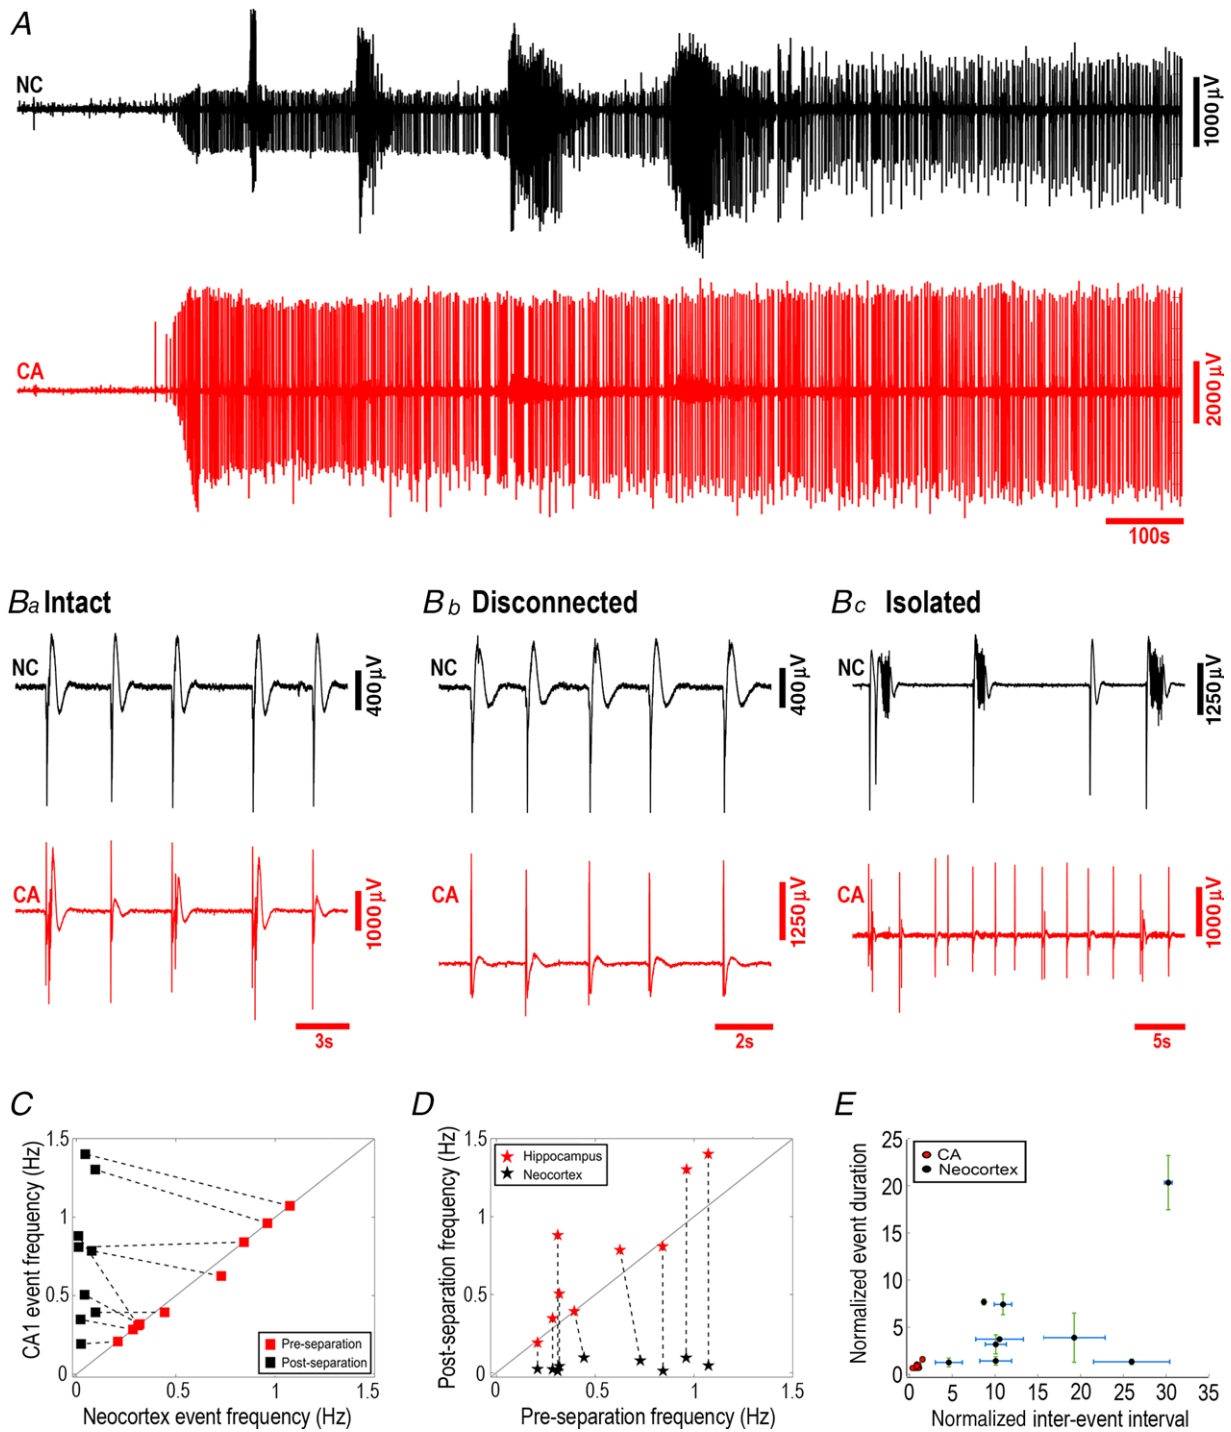 A
NC
1000 µV
CA
2000 µV
100s
Ba Intact
NC
400 µV
CA
1000 µV
3s
Bb Disconnected
NC
400 µV
CA
1250 µV
2s
Bc Isolated
NC
1250 µV
CA
1000 µV
5s
C
CA1 event frequency (Hz)
1.5
1
0.5
0
0 0.5 1 1.5
Neocortex event frequency (Hz)
Pre-separation
Post-separation
D
Post-separation frequency (Hz)
1.5
1
0.5
0
0 0.5 1 1.5
Pre-separation frequency (Hz)
Hippocampus
Neocortex
E
Normalized event duration
25
20
15
10
5
0
0 5 10 15 20 25 30 35
Normalized inter-event interval
CA
Neocortex